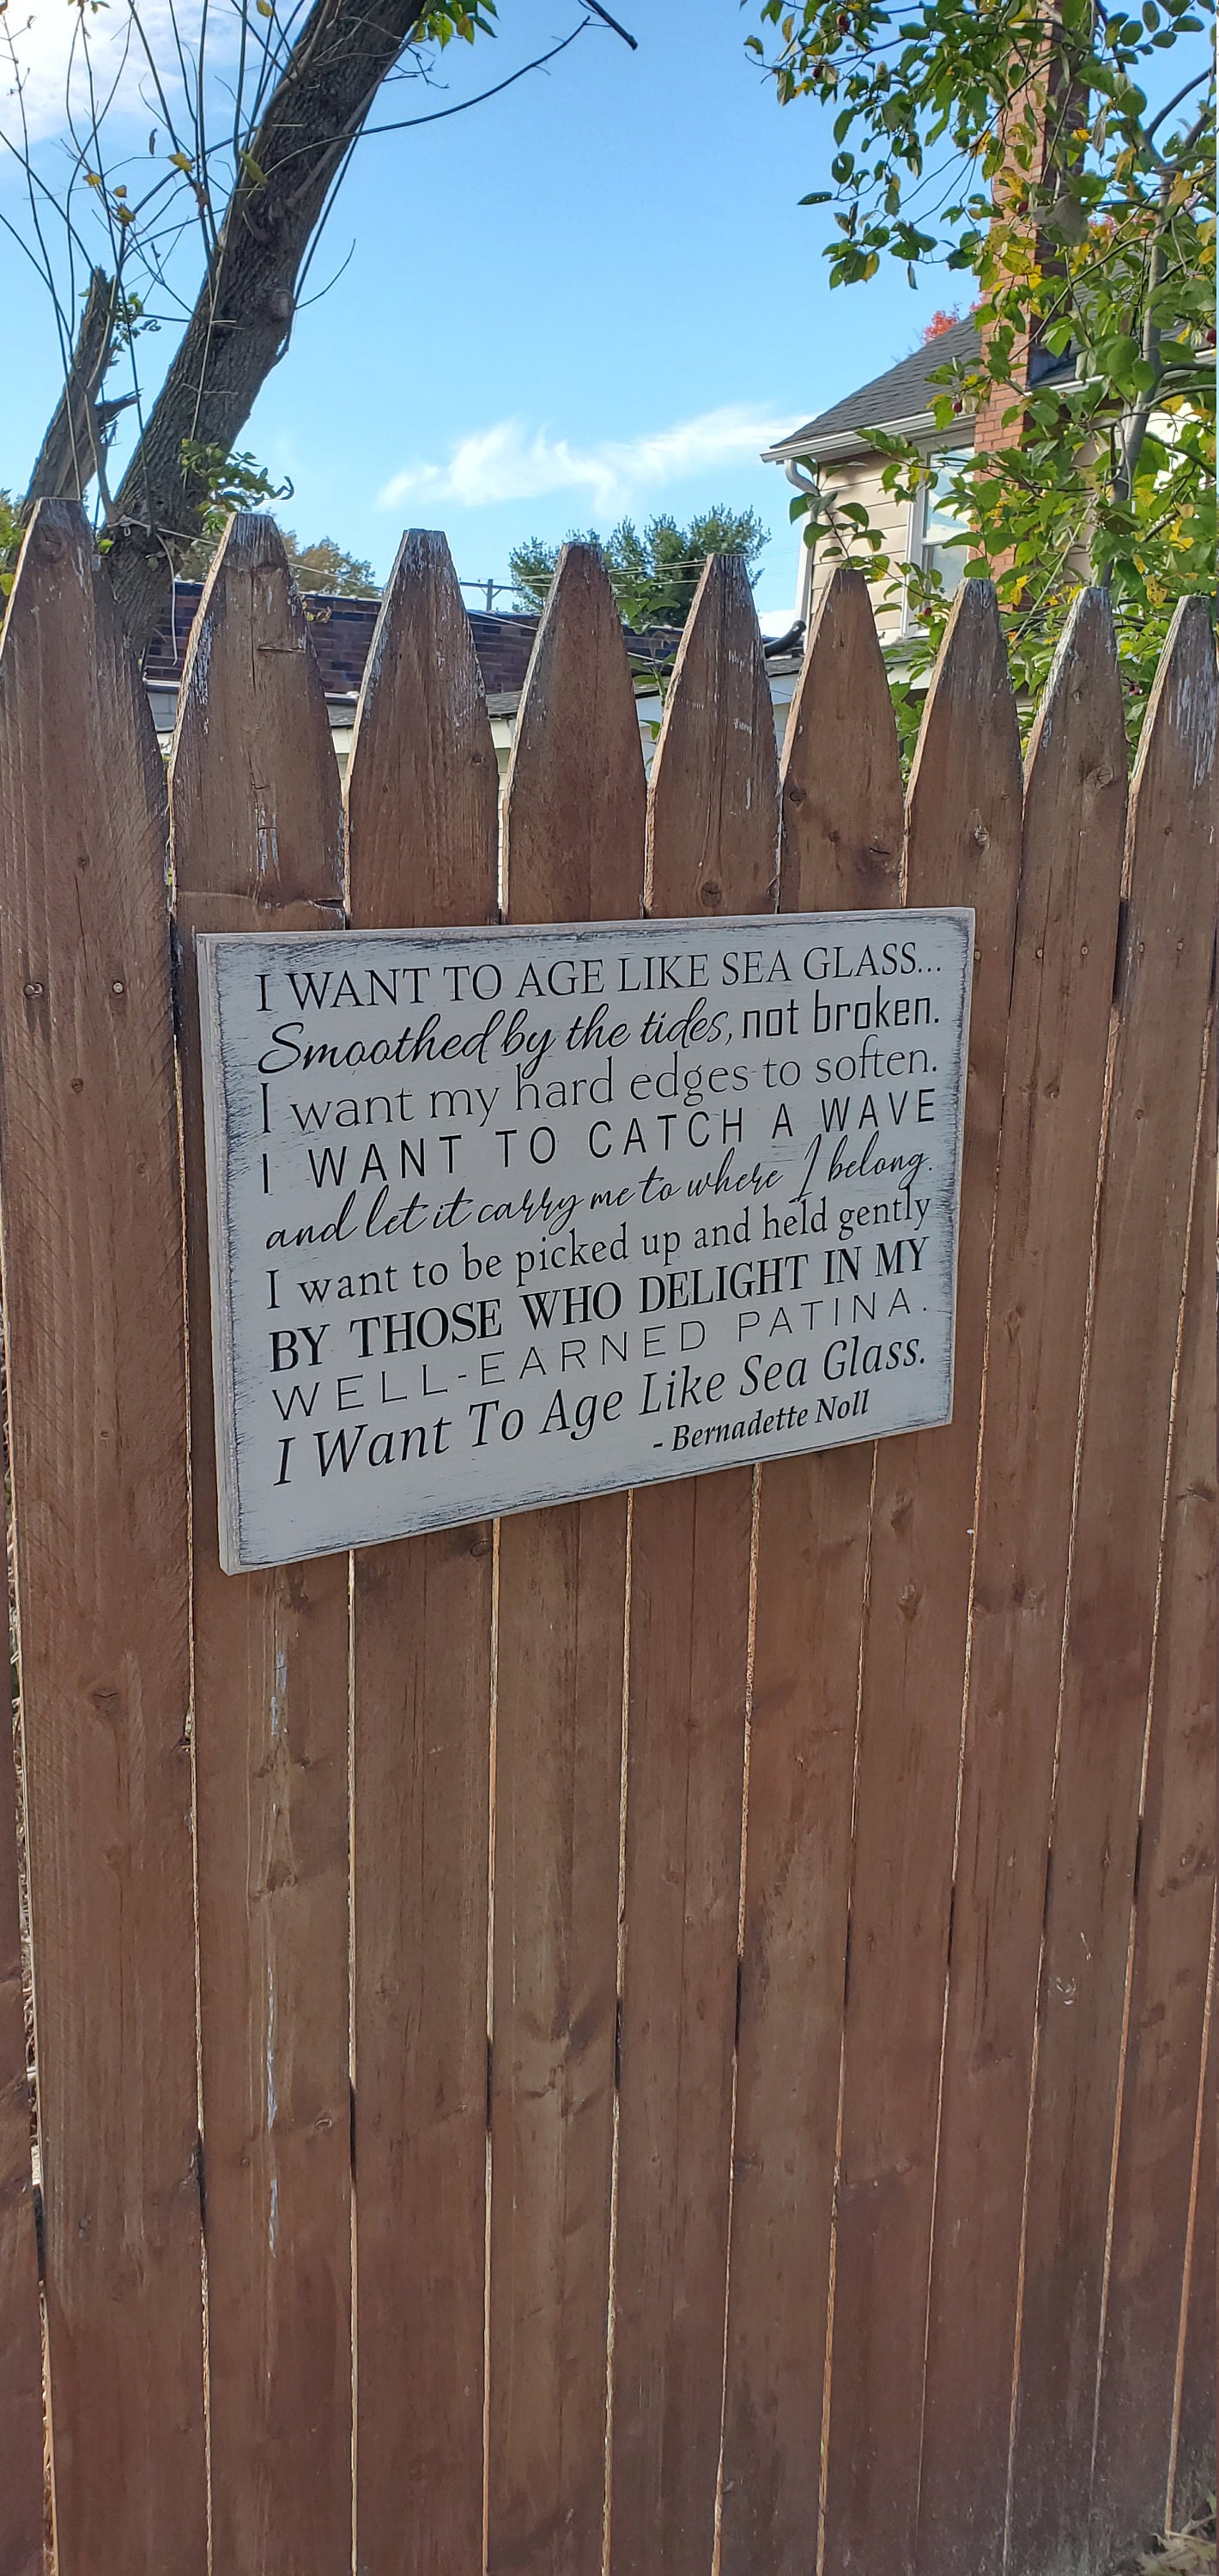 I WANT TO AGE LIKE SEA GLASS...
Smoothed by the tides, not broken.
I want my hard edges to soften.
I WANT TO CATCH A WAVE
and let it carry me to where I belong.
I want to be picked up and held gently
BY THOSE WHO DELIGHT IN MY
WELL-EARNED PATINA.
I Want To Age Like Sea Glass.
- Bernadette Noll